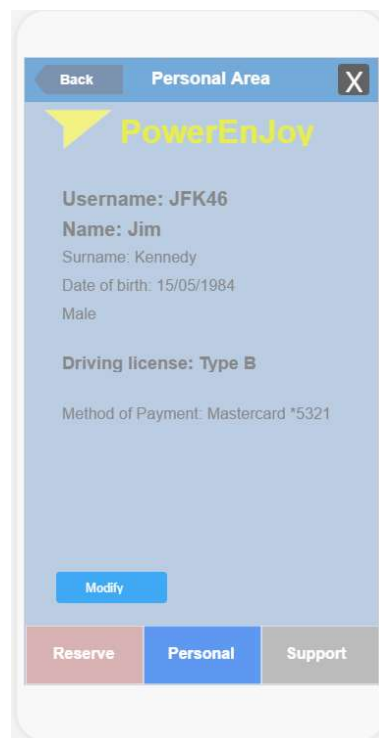 Back Personal Area X
PowerEnJoy
Username: JFK46
Name: Jim
Surname: Kennedy
Date of birth: 15/05/1984
Male
Driving license: Type B
Method of Payment: Mastercard *5321
Modify
Reserve Personal Support